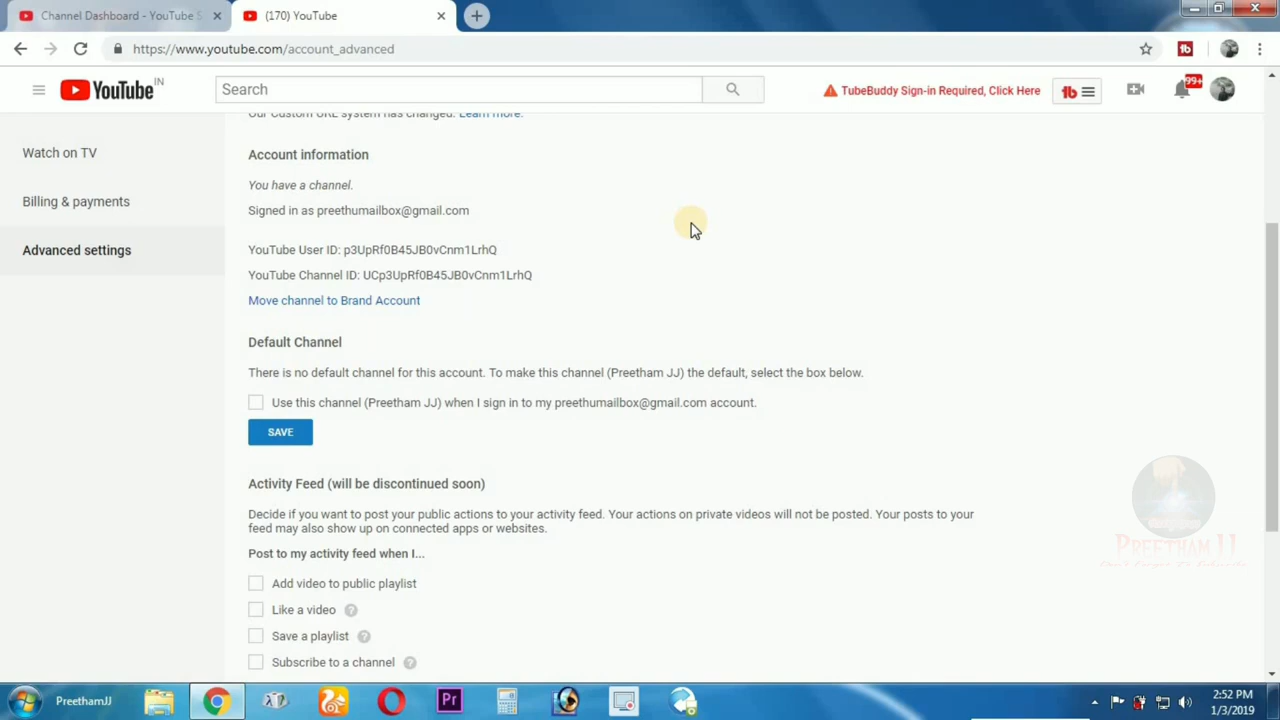 Channel Dashboard - YouTube S
(170) YouTube
https://www.youtube.com/account_advanced
YouTube IN
Search
TubeBuddy Sign-in Required, Click Here
tb
99+
Our Custom URL system has changed. Learn more.
Watch on TV
Billing & payments
Advanced settings
Account information
You have a channel.
Signed in as preethumailbox@gmail.com
YouTube User ID: p3UpRf0B45JB0vCnm1LrhQ
YouTube Channel ID: UCp3UpRf0B45JB0vCnm1LrhQ
Move channel to Brand Account
Default Channel
There is no default channel for this account. To make this channel (Preetham JJ) the default, select the box below.
Use this channel (Preetham JJ) when I sign in to my preethumailbox@gmail.com account.
SAVE
Activity Feed (will be discontinued soon)
Decide if you want to post your public actions to your activity feed. Your actions on private videos will not be posted. Your posts to your
feed may also show up on connected apps or websites.
Post to my activity feed when I...
Add video to public playlist
Like a video ?
Save a playlist ?
Subscribe to a channel ?
Preetham JJ
PreethamJJ
Pr
2:52 PM
1/3/2019